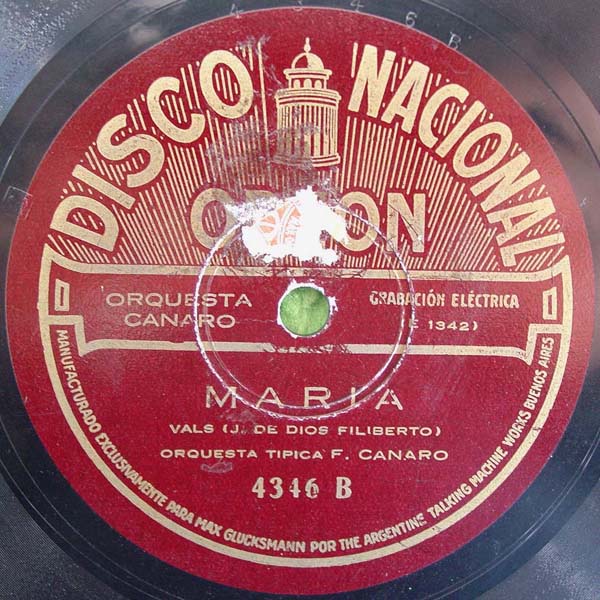 4346 B
DISCO NACIONAL
ORQUESTA
CANARO
GRABACIÓN ELÉCTRICA
(E 1342)
MARIA
VALS (J. DE DIOS FILIBERTO)
ORQUESTA TIPICA F. CANARO
4346 B
MANUFACTURADO EXCLUSIVAMENTE PARA MAX GLUCKSMANN POR THE ARGENTINE TALKING MACHINE WORKS BUENOS AIRES